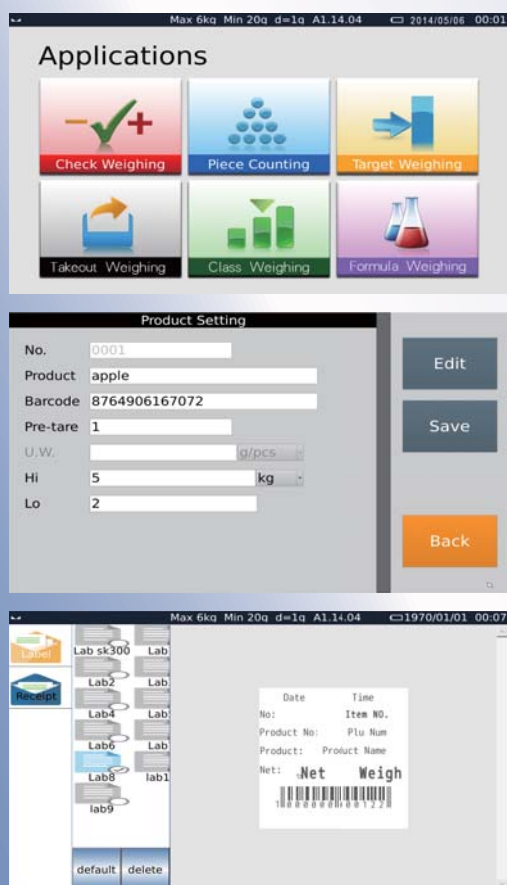 Max 6kg Min 20g d=1g A1.14.04 2014/05/06 00:01
Applications
Check Weighing Piece Counting Target Weighing
Takeout Weighing Class Weighing Formula Weighing
Product Setting
No. 0001
Product apple
Barcode 8764906167072
Pre-tare 1
U.W. g/pcs
Hi 5 kg
Lo 2
Edit
Save
Back
Max 6kg Min 20g d=1g A1.14.04 1970/01/01 00:07
Label
Receipt
Lab sk300 Lab
Lab2 Lab
Lab4 Lab
Lab6 Lab
Lab8 lab1
lab9
default delete
Date Time
No: Item NO.
Product No: Plu Num
Product: Product Name
Net: Net Weigh